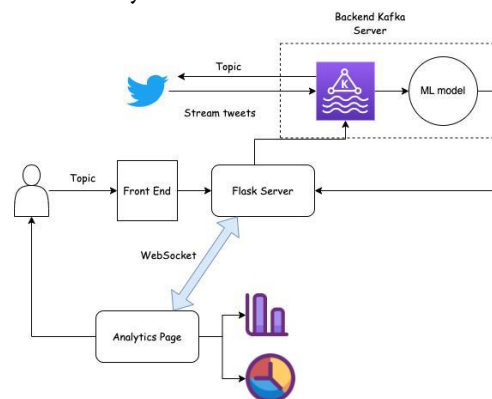 Backend Kafka
Server
Topic
K
ML model
Stream tweets
Topic
Front End
Flask Server
WebSocket
Analytics Page